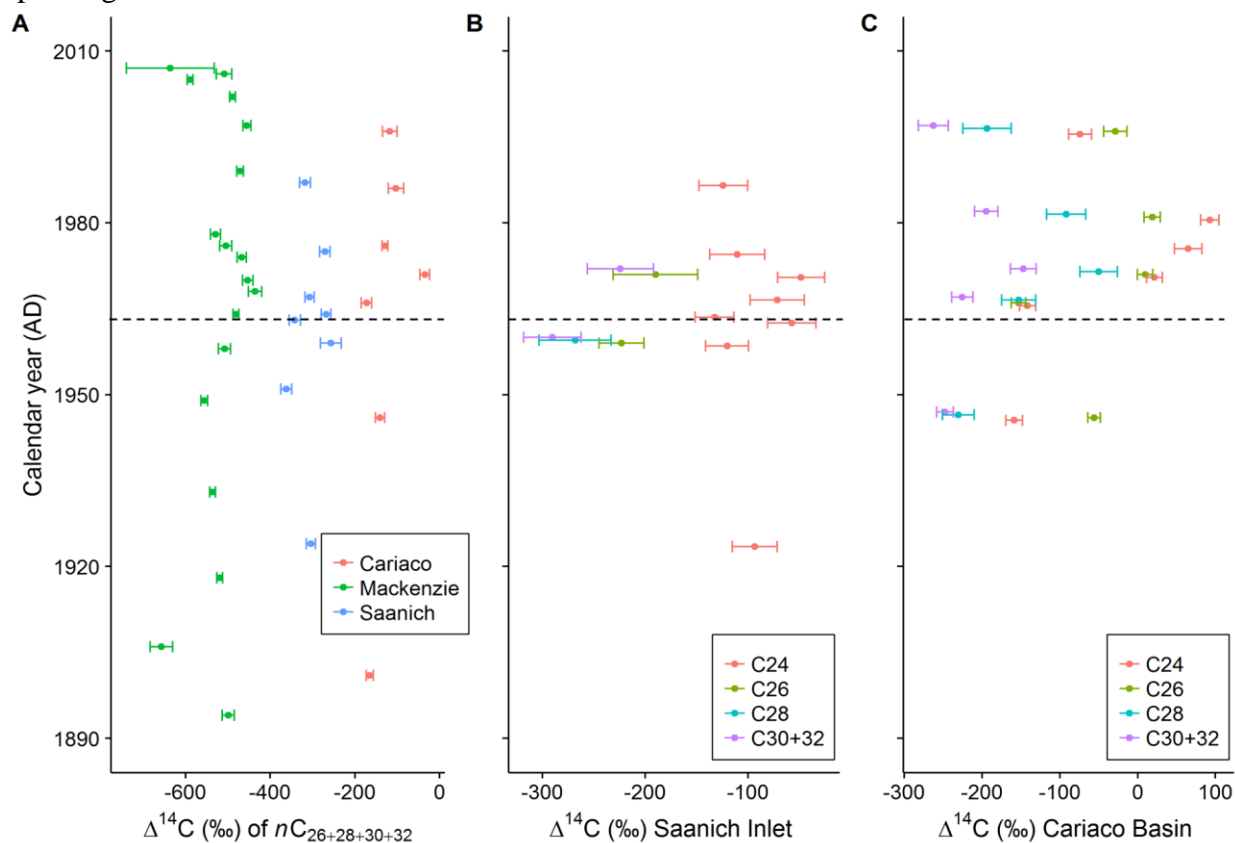 A
B
C
2010
1980
1950
1920
1890
Calendar year (AD)
Cariaco
Mackenzie
Saanich
C24
C26
C28
C30+32
C24
C26
C28
C30+32
-600 -400 -200 0
-300 -200 -100
-300 -200 -100 0 100
Δ¹⁴C (‰) of nC₂₆₊₂₈₊₃₀₊₃₂
Δ¹⁴C (‰) Saanich Inlet
Δ¹⁴C (‰) Cariaco Basin